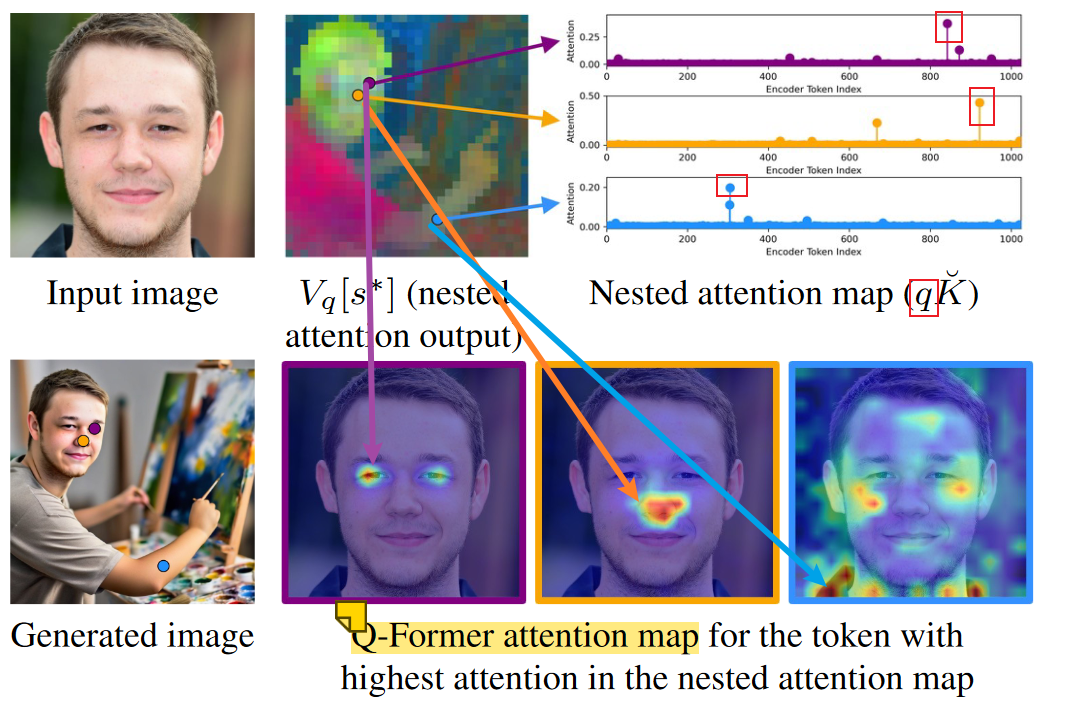 Attention
0.25
0.00
0 200 400 600 800 1000
Encoder Token Index
Attention
0.50
0.00
0 200 400 600 800 1000
Encoder Token Index
Attention
0.20
0.00
0 200 400 600 800 1000
Encoder Token Index
Input image
V_q[s*] (nested
attention output)
Nested attention map (qK̆)
Generated image
Q-Former attention map for the token with
highest attention in the nested attention map